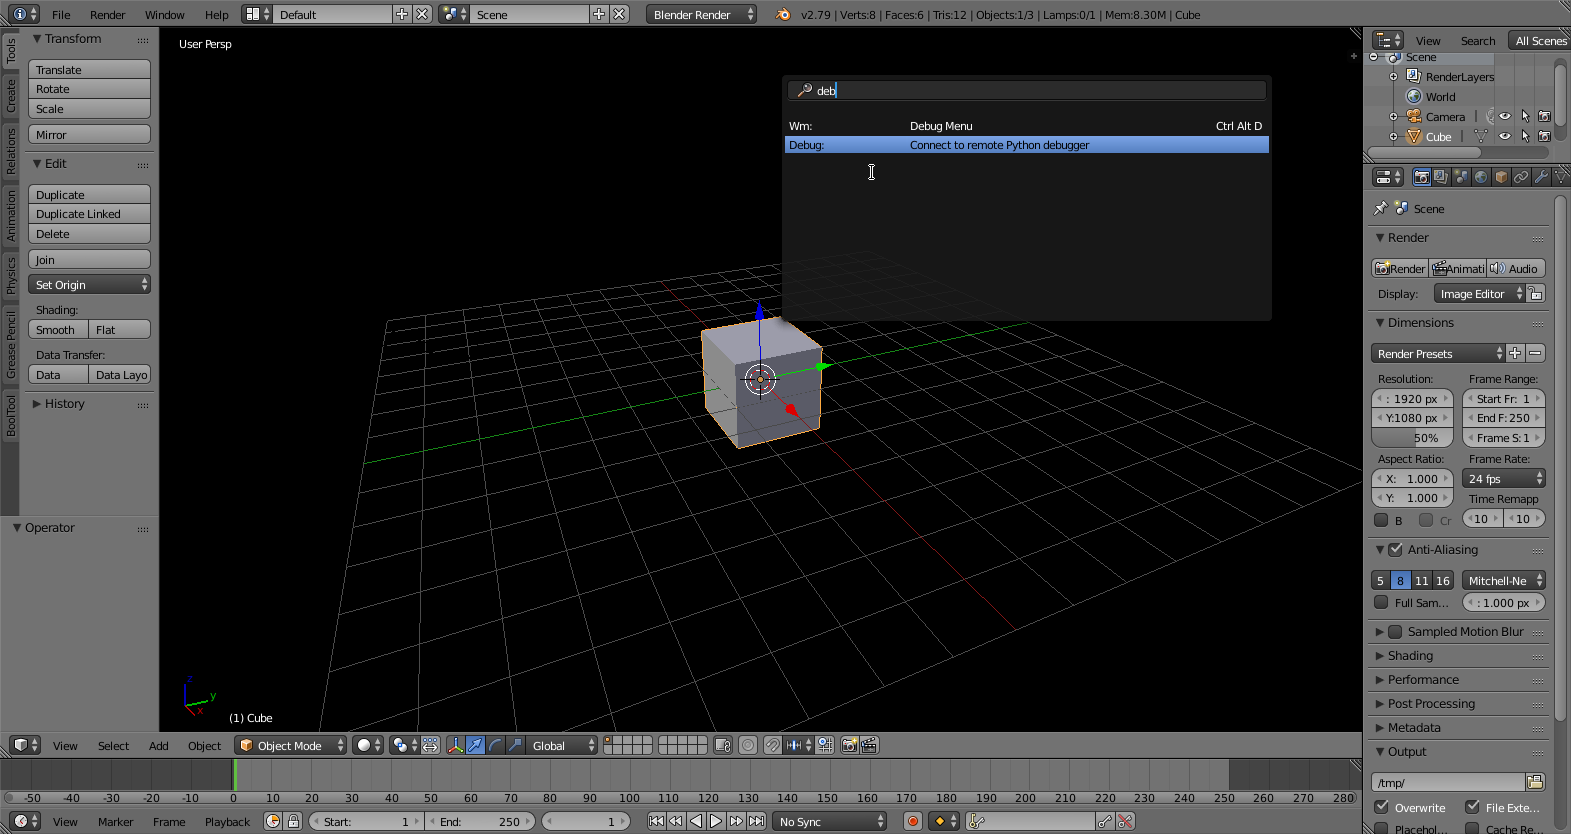 File Render Window Help Default Scene Blender Render v2.79 | Verts:8 | Faces:6 | Tris:12 | Objects:1/3 | Lamps:0/1 | Mem:8.30M | Cube
Tools
Create
Relations
Animation
Physics
Grease Pencil
BoolTool
Transform
Translate
Rotate
Scale
Mirror
Edit
Duplicate
Duplicate Linked
Delete
Join
Set Origin
Shading:
Smooth Flat
Data Transfer:
Data Data Layo
History
Operator
User Persp
deb
Wm: Debug Menu Ctrl Alt D
Debug: Connect to remote Python debugger
z
y
x
(1) Cube
View Search All Scenes
Scene
RenderLayers
World
Camera
Cube
Scene
Render
Render Animati Audio
Display: Image Editor
Dimensions
Render Presets
Resolution: Frame Range:
: 1920 px Start Fr: 1
Y:1080 px End F: 250
50% Frame S: 1
Aspect Ratio: Frame Rate:
X: 1.000 24 fps
Y: 1.000 Time Remapp
B Cr 10 10
Anti-Aliasing
5 8 11 16 Mitchell-Ne
Full Sam... : 1.000 px
Sampled Motion Blur
Shading
Performance
Post Processing
Metadata
Output
/tmp/
Overwrite File Exte...
Placehol... Cache Re...
View Select Add Object Object Mode Global
-50 -40 -30 -20 -10 0 10 20 30 40 50 60 70 80 90 100 110 120 130 140 150 160 170 180 190 200 210 220 230 240 250 260 270 280
View Marker Frame Playback Start: 1 End: 250 1 No Sync